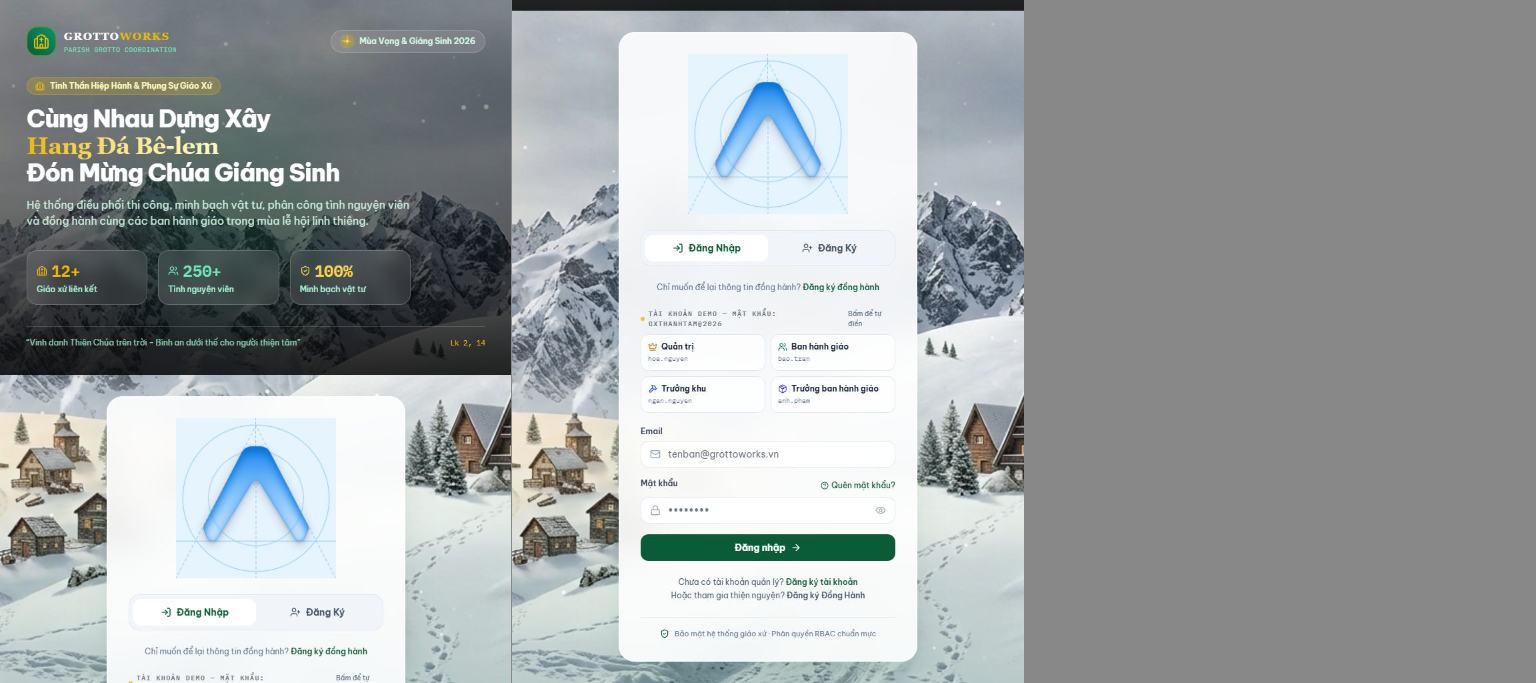 GROTTOWORKS
PARISH GROTTO COORDINATION
Mùa Vọng & Giáng Sinh 2026
Tinh Thần Hiệp Hành & Phụng Sự Giáo Xứ
Cùng Nhau Dựng Xây
Hang Đá Bê-lem
Đón Mừng Chúa Giáng Sinh
Hệ thống điều phối thi công, minh bạch vật tư, phân công tình nguyện viên
và đồng hành cùng các ban hành giáo trong mùa lễ hội linh thiêng.
12+
Giáo xứ liên kết
250+
Tình nguyện viên
100%
Minh bạch vật tư
"Vinh danh Thiên Chúa trên trời – Bình an dưới thế cho người thiện tâm"
Lk 2, 14
Đăng Nhập
Đăng Ký
Chỉ muốn để lại thông tin đồng hành? Đăng ký đồng hành
TÀI KHOẢN DEMO — MẬT KHẨU:
Bấm để tự
Đăng Nhập
Đăng Ký
Chỉ muốn để lại thông tin đồng hành? Đăng ký đồng hành
TÀI KHOẢN DEMO — MẬT KHẨU:
GXTHANHTAM@2026
Bấm để tự
điền
Quản trị
hoa.nguyen
Ban hành giáo
bao.tran
Trưởng khu
ngan.nguyen
Trưởng ban hành giáo
anh.pham
Email
tenban@grottoworks.vn
Mật khẩu
Quên mật khẩu?
••••••••
Đăng nhập
Chưa có tài khoản quản lý? Đăng ký tài khoản
Hoặc tham gia thiện nguyện? Đăng ký Đồng Hành
Bảo mật hệ thống giáo xứ · Phân quyền RBAC chuẩn mực